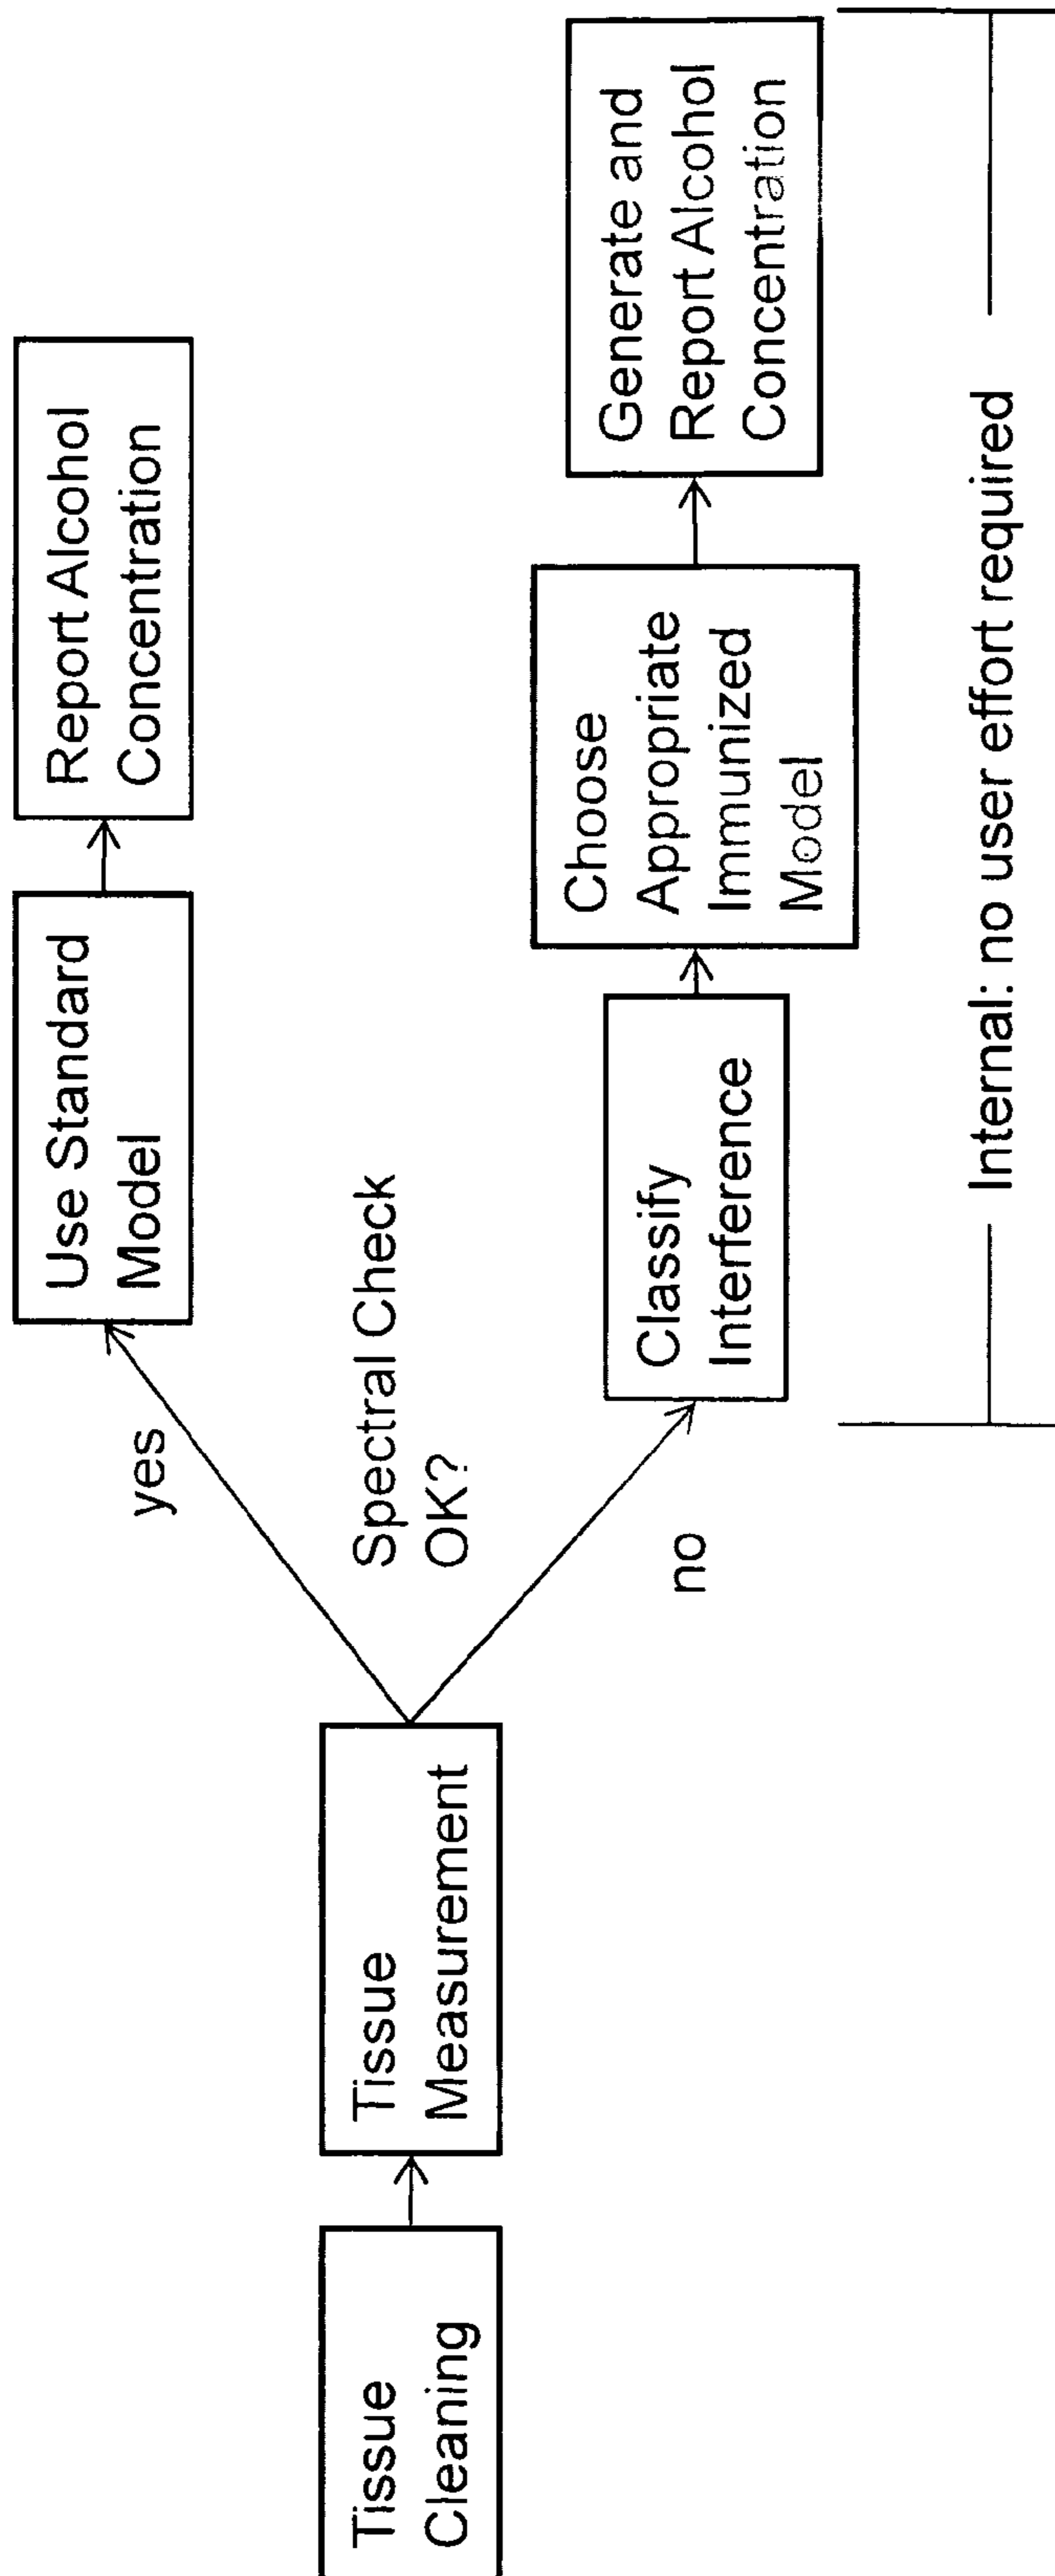 Tissue
Cleaning
Tissue
Measurement
Spectral Check
OK?
yes
Use Standard
Model
Report Alcohol
Concentration
no
Classify
Interference
Choose
Appropriate
Immunized
Model
Generate and
Report Alcohol
Concentration
Internal: no user effort required